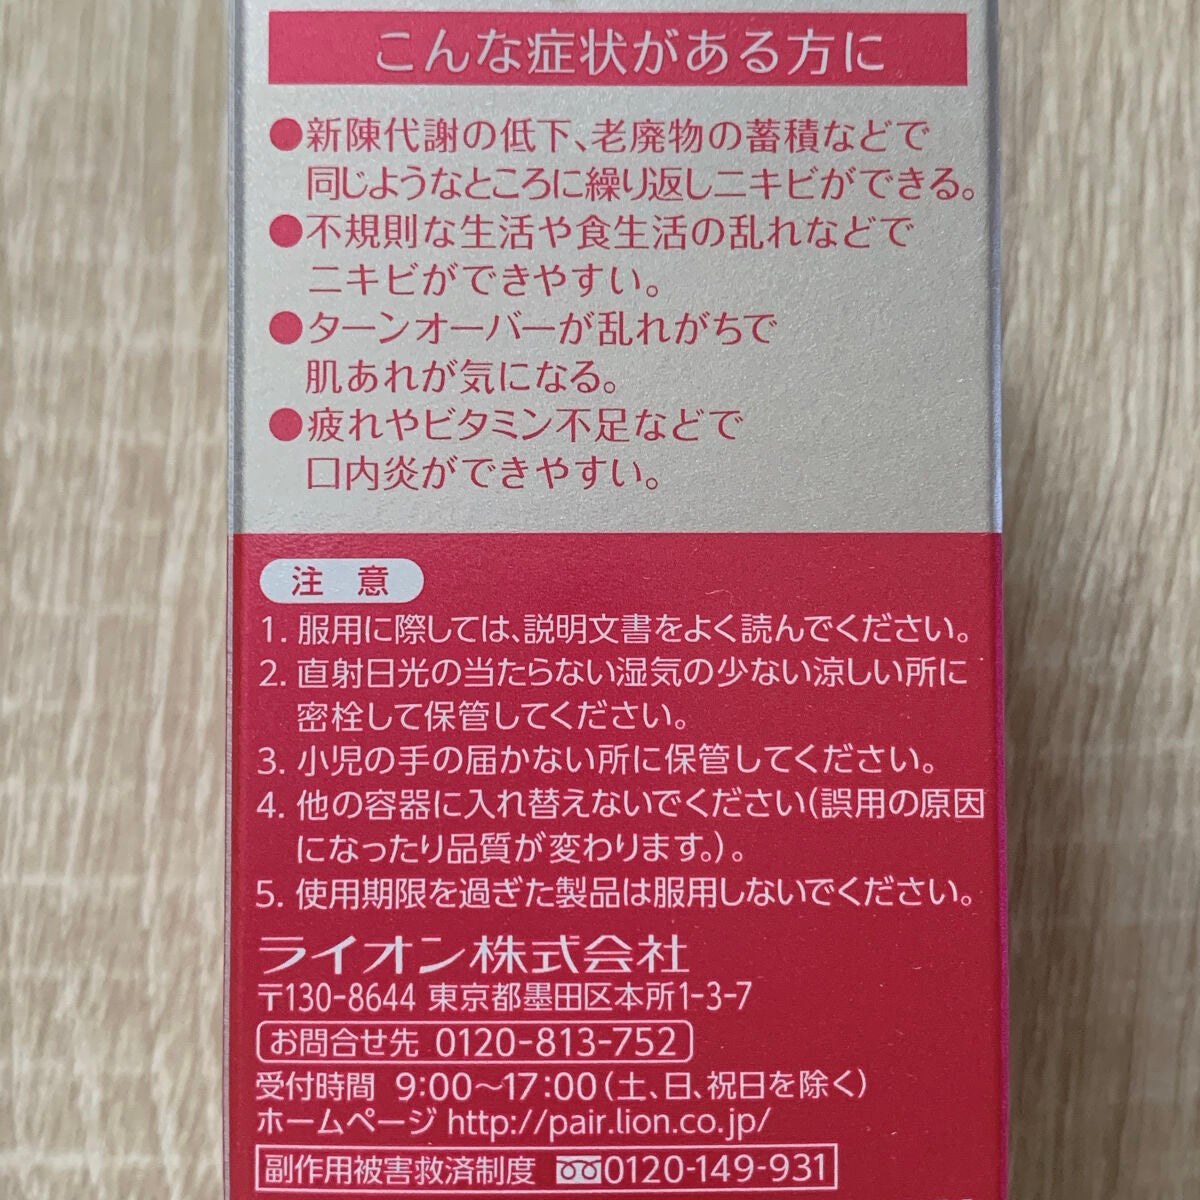 こんな症状がある方に
●新陳代謝の低下、老廃物の蓄積などで
同じようなところに繰り返しニキビができる。
●不規則な生活や食生活の乱れなどで
ニキビができやすい。
●ターンオーバーが乱れがちで
肌あれが気になる。
●疲れやビタミン不足などで
口内炎ができやすい。
注 意
1. 服用に際しては、説明文書をよく読んでください。
2. 直射日光の当たらない湿気の少ない涼しい所に
密栓して保管してください。
3. 小児の手の届かない所に保管してください。
4. 他の容器に入れ替えないでください(誤用の原因
になったり品質が変わります。)。
5. 使用期限を過ぎた製品は服用しないでください。
ライオン株式会社
〒130-8644 東京都墨田区本所1-3-7
お問合せ先 0120-813-752
受付時間 9:00〜17:00(土、日、祝日を除く)
ホームページ http://pair.lion.co.jp/
副作用被害救済制度 0120-149-931